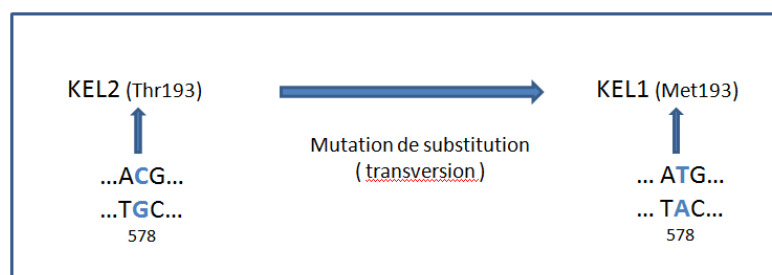 KEL2 (Thr193)
KEL1 (Met193)
Mutation de substitution
( transversion )
...ACG...
...TGC...
578
... ATG...
... TAC...
578